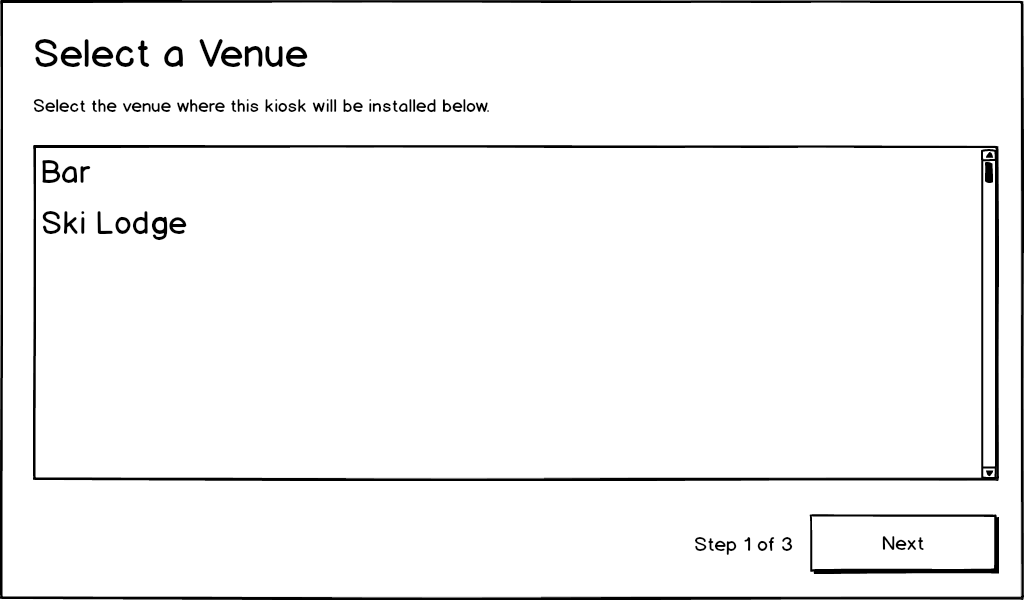 Select a Venue
Select the venue where this kiosk will be installed below.
Bar
Ski Lodge
Step 1 of 3
Next